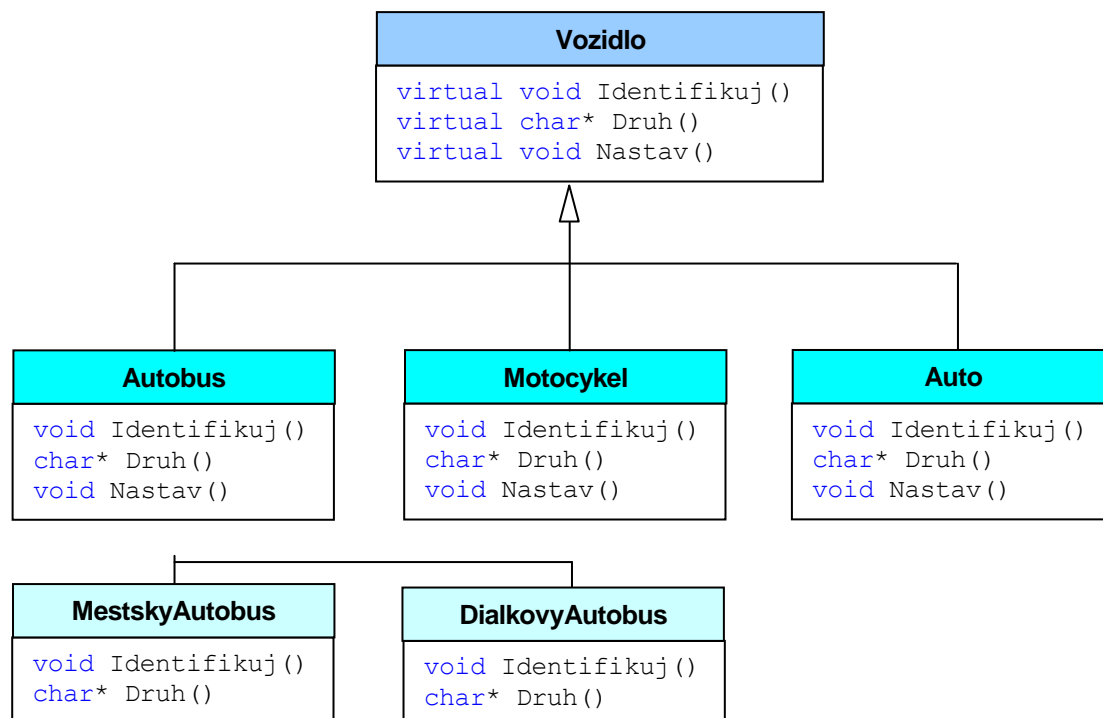 Vozidlo
virtual void Identifikuj()
virtual char* Druh()
virtual void Nastav()
Autobus
void Identifikuj()
char* Druh()
void Nastav()
Motocykel
void Identifikuj()
char* Druh()
void Nastav()
Auto
void Identifikuj()
char* Druh()
void Nastav()
MestskyAutobus
void Identifikuj()
char* Druh()
DialkovyAutobus
void Identifikuj()
char* Druh()